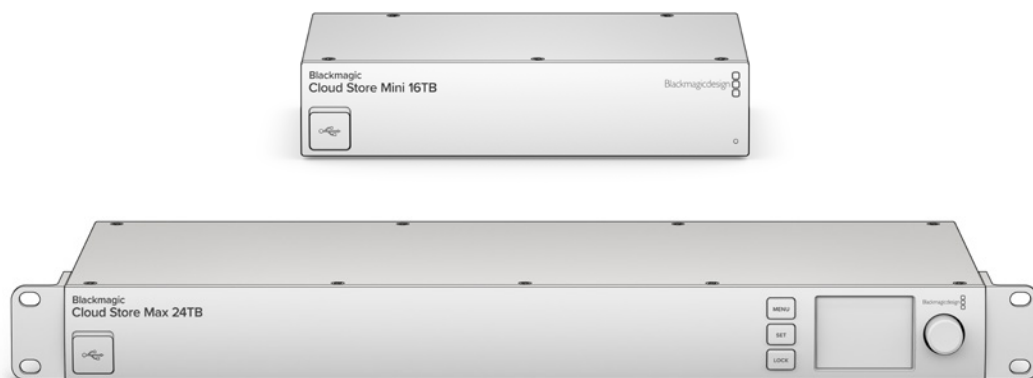 Blackmagic
Cloud Store Mini 16TB
Blackmagicdesign
Blackmagic
Cloud Store Max 24TB
MENU
SET
LOCK
Blackmagicdesign